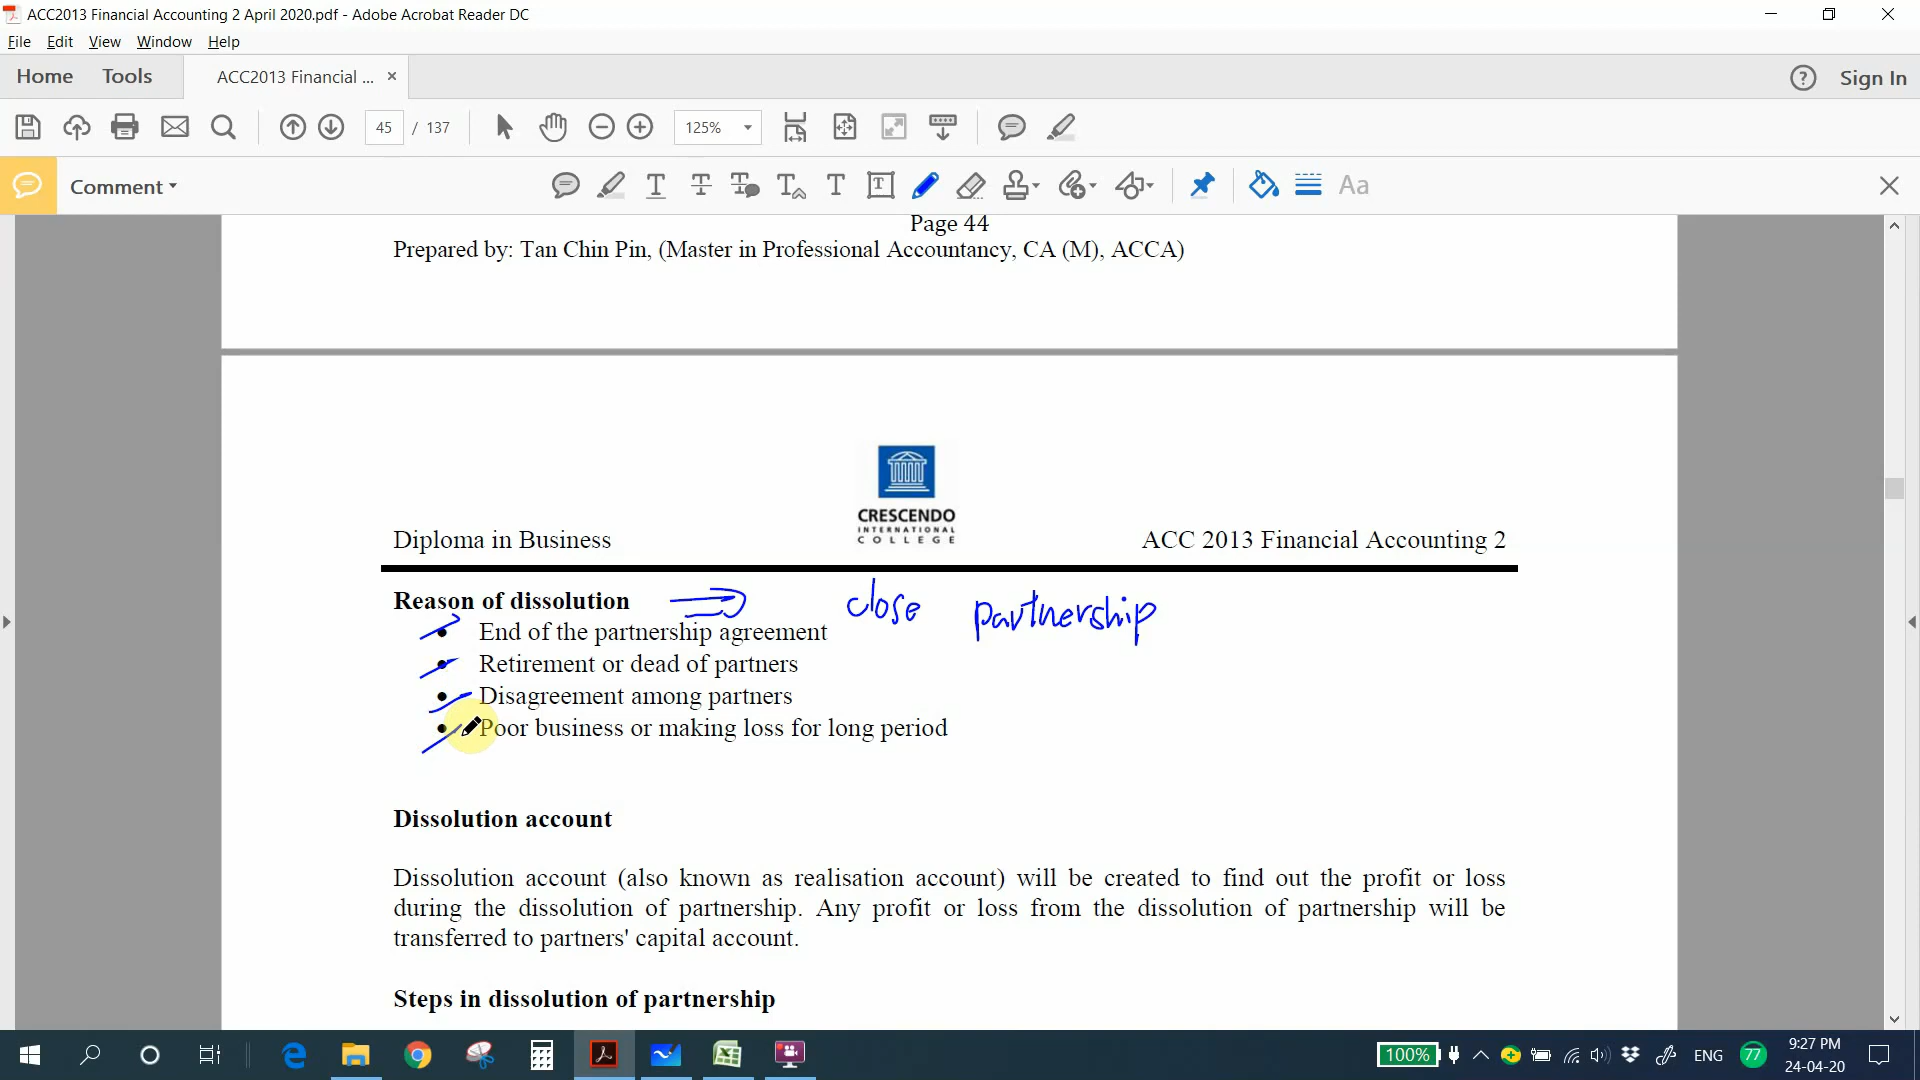 ACC2013 Financial Accounting 2 April 2020.pdf - Adobe Acrobat Reader DC
File Edit View Window Help
Home Tools ACC2013 Financial ... × ? Sign In
45 / 137 125%
Comment T T T T T Aa
Page 44
Prepared by: Tan Chin Pin, (Master in Professional Accountancy, CA (M), ACCA)
CRESCENDO
INTERNATIONAL
COLLEGE
Diploma in Business ACC 2013 Financial Accounting 2
Reason of dissolution close partnership
• End of the partnership agreement
• Retirement or dead of partners
• Disagreement among partners
• Poor business or making loss for long period
Dissolution account
Dissolution account (also known as realisation account) will be created to find out the profit or loss
during the dissolution of partnership. Any profit or loss from the dissolution of partnership will be
transferred to partners' capital account.
Steps in dissolution of partnership
100% ENG 77 9:27 PM
24-04-20